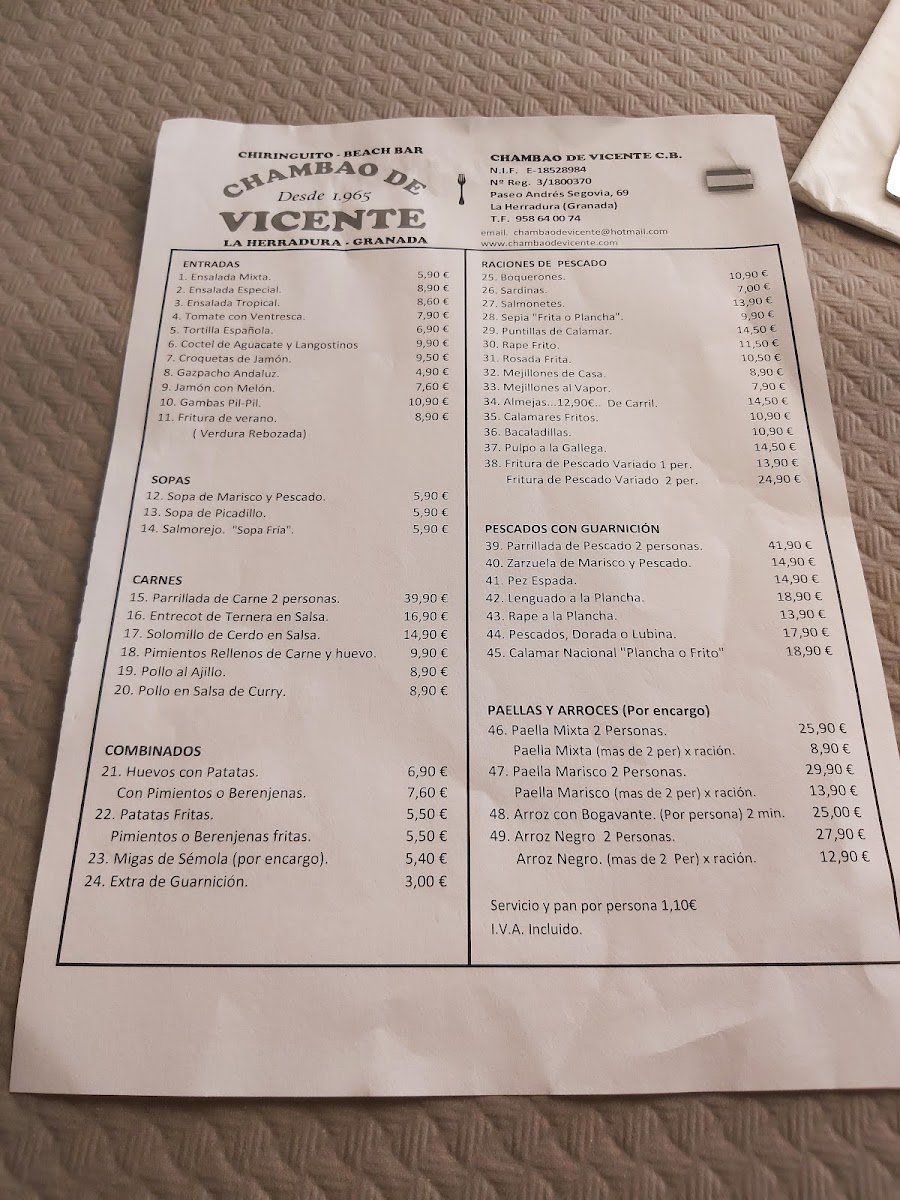 CHIRINGUITO - BEACH BAR
CHAMBAO DE
Desde 1.965
VICENTE
LA HERRADURA - GRANADA
CHAMBAO DE VICENTE C.B.
N.I.F. E-18528984
Nº Reg. 3/1800370
Paseo Andrés Segovia, 69
La Herradura (Granada)
T.F. 958 64 00 74
email. chambaodevicente@hotmail.com
www.chambaodevicente.com
ENTRADAS
1. Ensalada Mixta. 5,90 €
2. Ensalada Especial. 8,90 €
3. Ensalada Tropical. 8,60 €
4. Tomate con Ventresca. 7,90 €
5. Tortilla Española. 6,90 €
6. Coctel de Aguacate y Langostinos 9,90 €
7. Croquetas de Jamón. 9,50 €
8. Gazpacho Andaluz. 4,90 €
9. Jamón con Melón. 7,60 €
10. Gambas Pil-Pil. 10,90 €
11. Fritura de verano. 8,90 €
( Verdura Rebozada)
SOPAS
12. Sopa de Marisco y Pescado. 5,90 €
13. Sopa de Picadillo. 5,90 €
14. Salmorejo. "Sopa Fría". 5,90 €
CARNES
15. Parrillada de Carne 2 personas. 39,90 €
16. Entrecot de Ternera en Salsa. 16,90 €
17. Solomillo de Cerdo en Salsa. 14,90 €
18. Pimientos Rellenos de Carne y huevo. 9,90 €
19. Pollo al Ajillo. 8,90 €
20. Pollo en Salsa de Curry. 8,90 €
COMBINADOS
21. Huevos con Patatas. 6,90 €
Con Pimientos o Berenjenas. 7,60 €
22. Patatas Fritas. 5,50 €
Pimientos o Berenjenas fritas. 5,50 €
23. Migas de Sémola (por encargo). 5,40 €
24. Extra de Guarnición. 3,00 €
RACIONES DE PESCADO
25. Boquerones. 10,90 €
26. Sardinas. 7,00 €
27. Salmonetes. 13,90 €
28. Sepia "Frita o Plancha". 9,90 €
29. Puntillas de Calamar. 14,50 €
30. Rape Frito. 11,50 €
31. Rosada Frita. 10,50 €
32. Mejillones de Casa. 8,90 €
33. Mejillones al Vapor. 7,90 €
34. Almejas...12,90€.. De Carril. 14,50 €
35. Calamares Fritos. 10,90 €
36. Bacaladillas. 10,90 €
37. Pulpo a la Gallega. 14,50 €
38. Fritura de Pescado Variado 1 per. 13,90 €
Fritura de Pescado Variado 2 per. 24,90 €
PESCADOS CON GUARNICIÓN
39. Parrillada de Pescado 2 personas. 41,90 €
40. Zarzuela de Marisco y Pescado. 14,90 €
41. Pez Espada. 14,90 €
42. Lenguado a la Plancha. 18,90 €
43. Rape a la Plancha. 13,90 €
44. Pescados, Dorada o Lubina. 17,90 €
45. Calamar Nacional "Plancha o Frito" 18,90 €
PAELLAS Y ARROCES (Por encargo)
46. Paella Mixta 2 Personas. 25,90 €
Paella Mixta (mas de 2 per) x ración. 8,90 €
47. Paella Marisco 2 Personas. 29,90 €
Paella Marisco (mas de 2 per) x ración. 13,90 €
48. Arroz con Bogavante. (Por persona) 2 min. 25,00 €
49. Arroz Negro 2 Personas. 27,90 €
Arroz Negro. (mas de 2 Per) x ración. 12,90 €
Servicio y pan por persona 1,10€
I.V.A. Incluido.